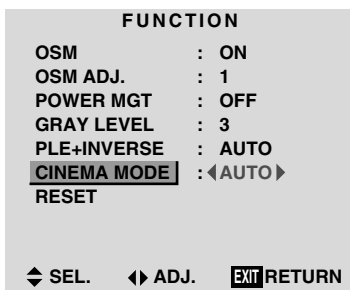 FUNCTION
OSM : ON
OSM ADJ. : 1
POWER MGT : OFF
GRAY LEVEL : 3
PLE+INVERSE : AUTO
CINEMA MODE : AUTO
RESET
SEL. ADJ. EXIT RETURN